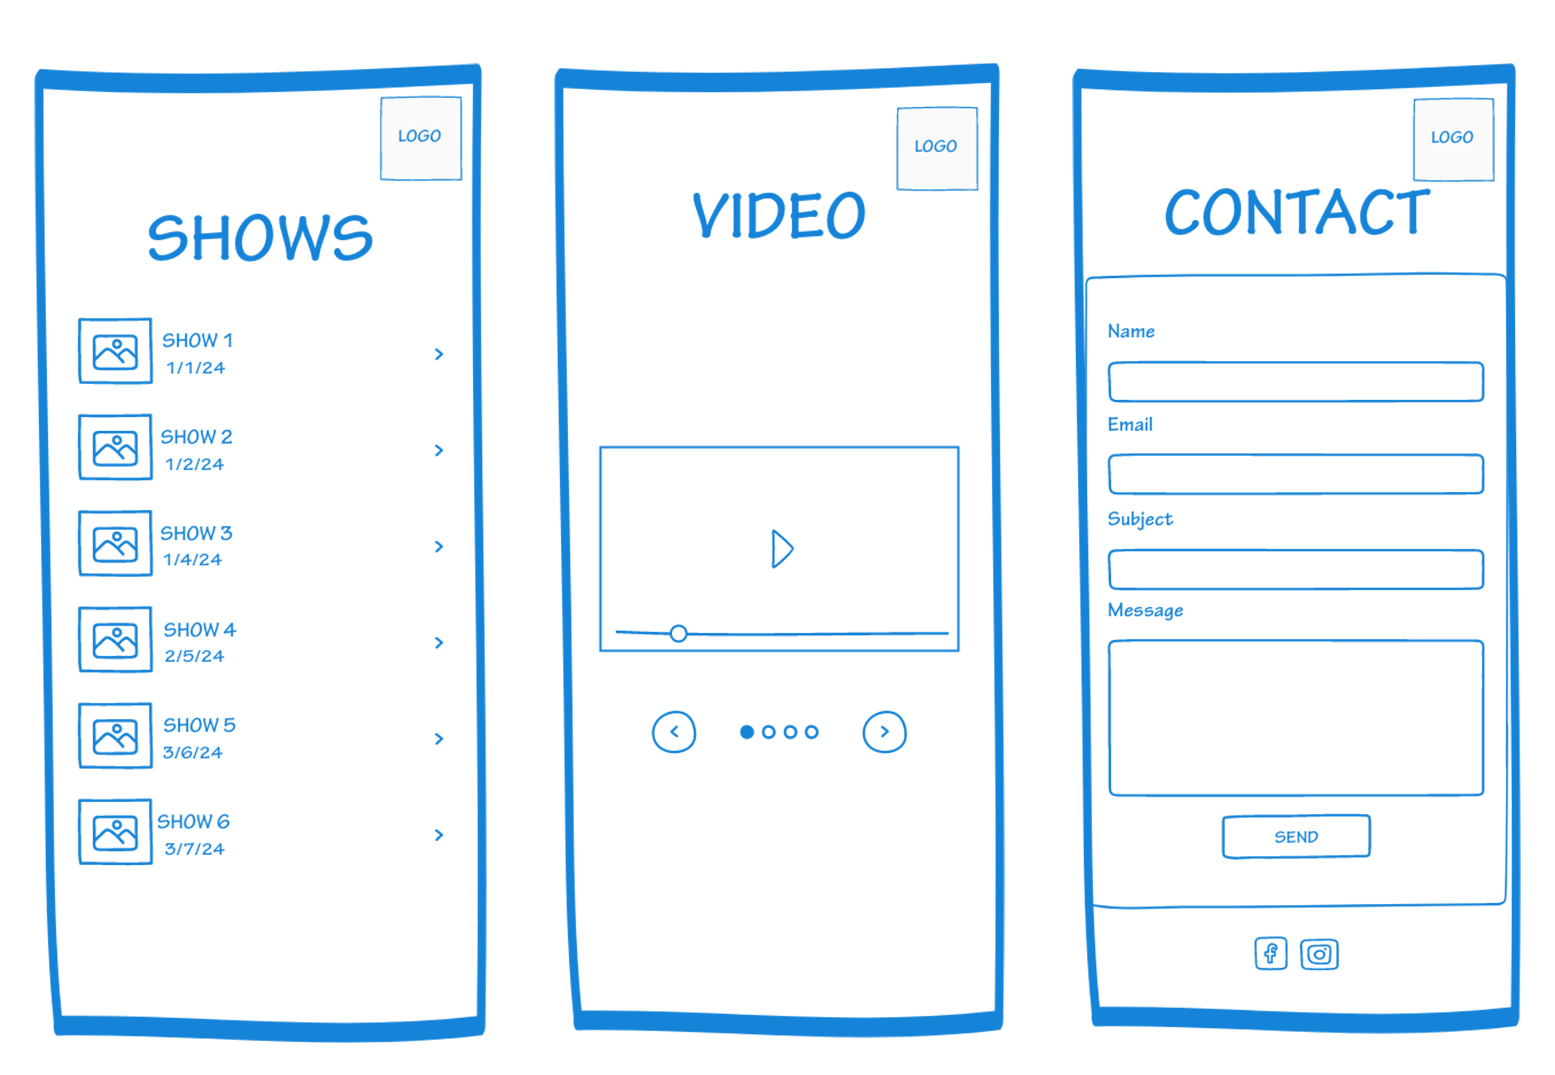 LOGO
SHOWS
SHOW 1
1/1/24
SHOW 2
1/2/24
SHOW 3
1/4/24
SHOW 4
2/5/24
SHOW 5
3/6/24
SHOW 6
3/7/24
LOGO
VIDEO
LOGO
CONTACT
Name
Email
Subject
Message
SEND